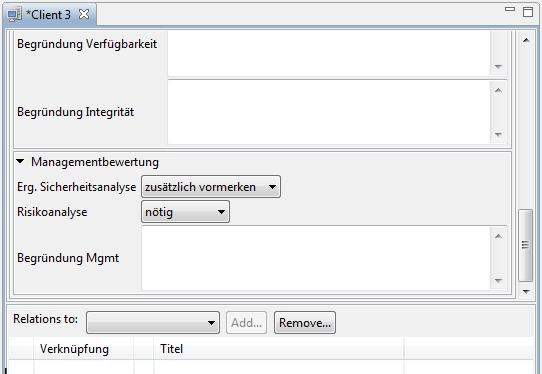 *Client 3
Begründung Verfügbarkeit
Begründung Integrität
Managementbewertung
Erg. Sicherheitsanalyse zusätzlich vormerken
Risikoanalyse nötig
Begründung Mgmt
Relations to: Add... Remove...
Verknüpfung Titel